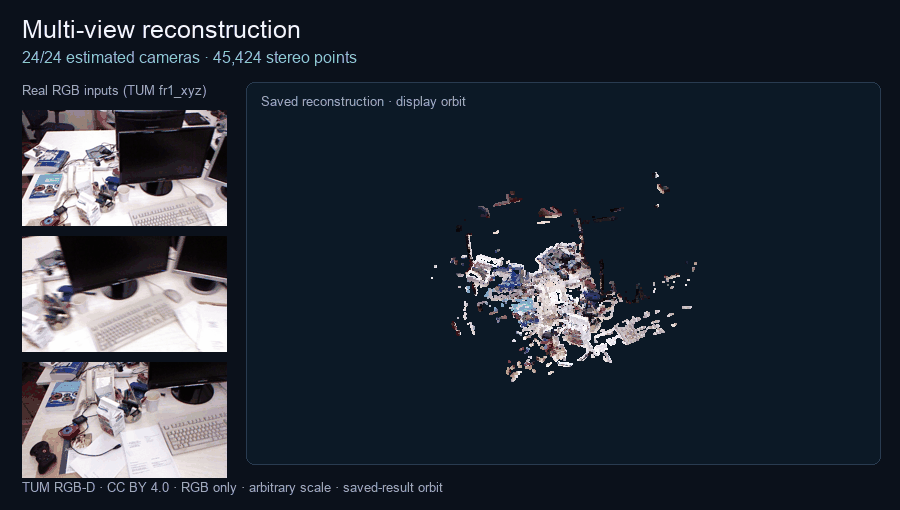 Multi-view reconstruction
24/24 estimated cameras · 45,424 stereo points
Real RGB inputs (TUM fr1_xyz)
Saved reconstruction · display orbit
TUM RGB-D · CC BY 4.0 · RGB only · arbitrary scale · saved-result orbit